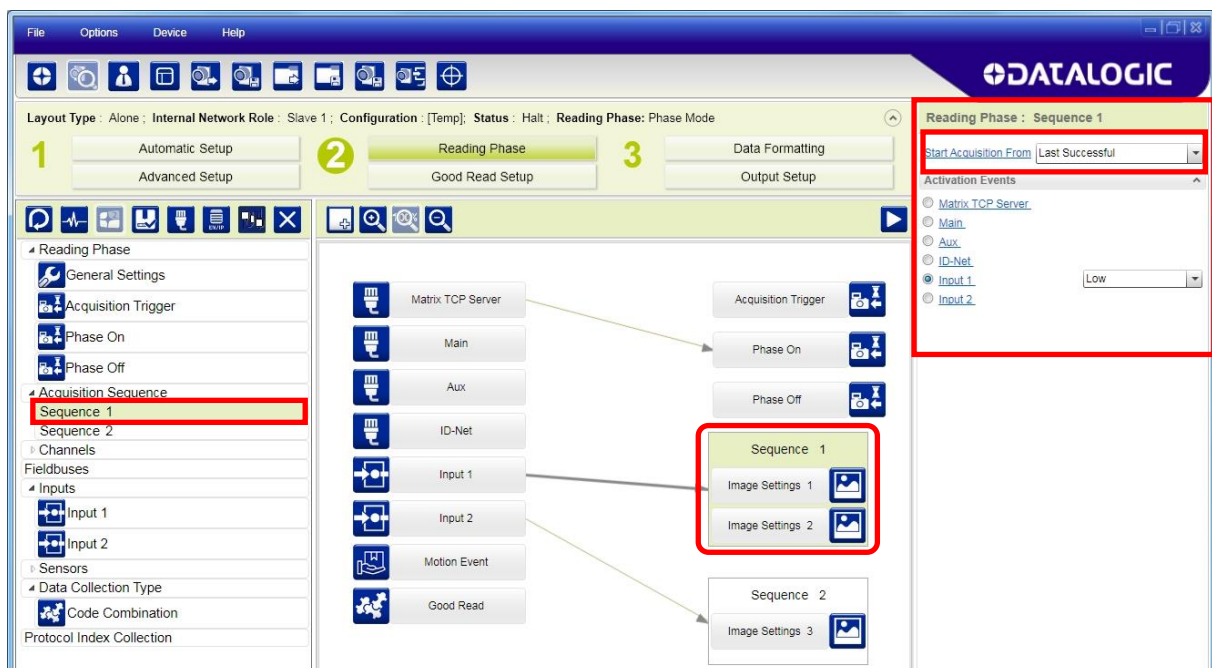 File Options Device Help
DATALOGIC
Layout Type : Alone ; Internal Network Role : Slave 1 ; Configuration : [Temp]; Status : Halt ; Reading Phase: Phase Mode
1 Automatic Setup 2 Reading Phase 3 Data Formatting
Advanced Setup Good Read Setup Output Setup
Reading Phase
General Settings
Acquisition Trigger
Phase On
Phase Off
Acquisition Sequence
Sequence 1
Sequence 2
Channels
Fieldbuses
Inputs
Input 1
Input 2
Sensors
Data Collection Type
Code Combination
Protocol Index Collection
100%
Matrix TCP Server
Main
Aux
ID-Net
Input 1
Input 2
Motion Event
Good Read
Acquisition Trigger
Phase On
Phase Off
Sequence 1
Image Settings 1
Image Settings 2
Sequence 2
Image Settings 3
Reading Phase : Sequence 1
Start Acquisition From Last Successful
Activation Events
Matrix TCP Server
Main
Aux
ID-Net
Input 1 Low
Input 2